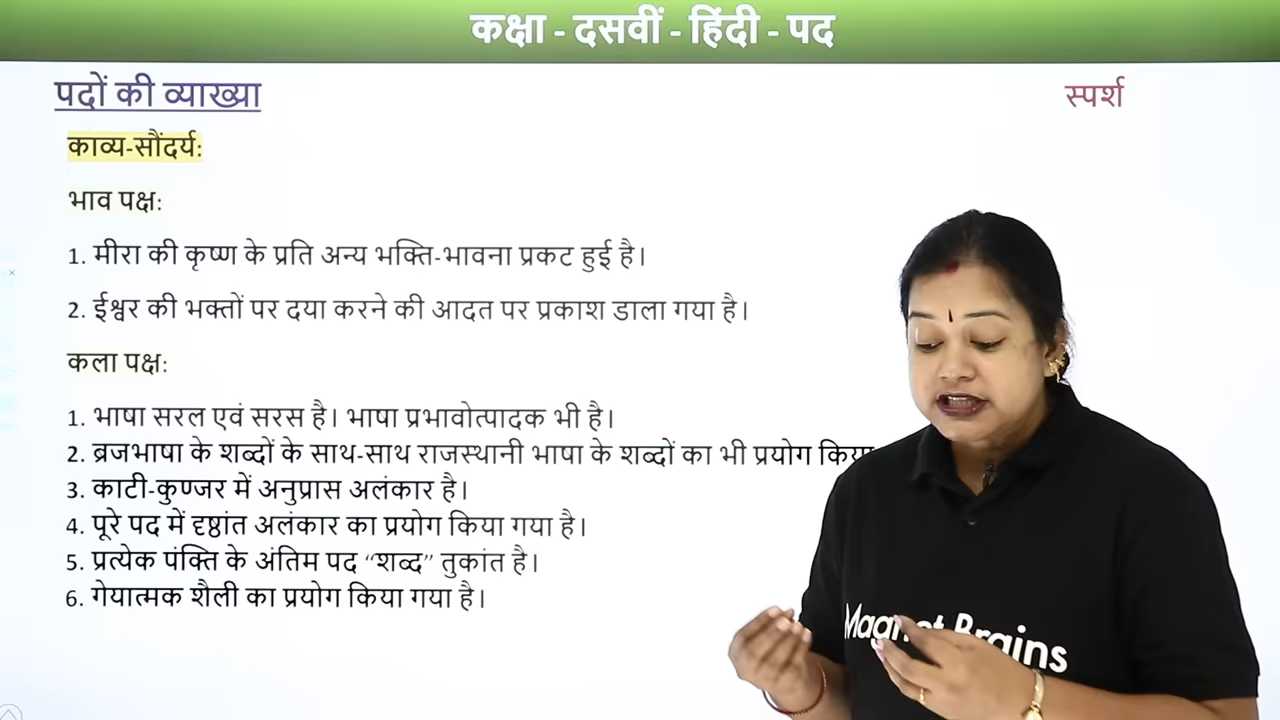 कक्षा - दसवीं - हिंदी - पद
पदों की व्याख्या
स्पर्श
काव्य-सौंदर्य:
भाव पक्ष:
1. मीरा की कृष्ण के प्रति अन्य भक्ति-भावना प्रकट हुई है।
2. ईश्वर की भक्तों पर दया करने की आदत पर प्रकाश डाला गया है।
कला पक्ष:
1. भाषा सरल एवं सरस है। भाषा प्रभावोत्पादक भी है।
2. ब्रजभाषा के शब्दों के साथ-साथ राजस्थानी भाषा के शब्दों का भी प्रयोग किया
3. काटी-कुण्जर में अनुप्रास अलंकार है।
4. पूरे पद में दृष्ठांत अलंकार का प्रयोग किया गया है।
5. प्रत्येक पंक्ति के अंतिम पद “शब्द” तुकांत है।
6. गेयात्मक शैली का प्रयोग किया गया है।
Magnet Brains